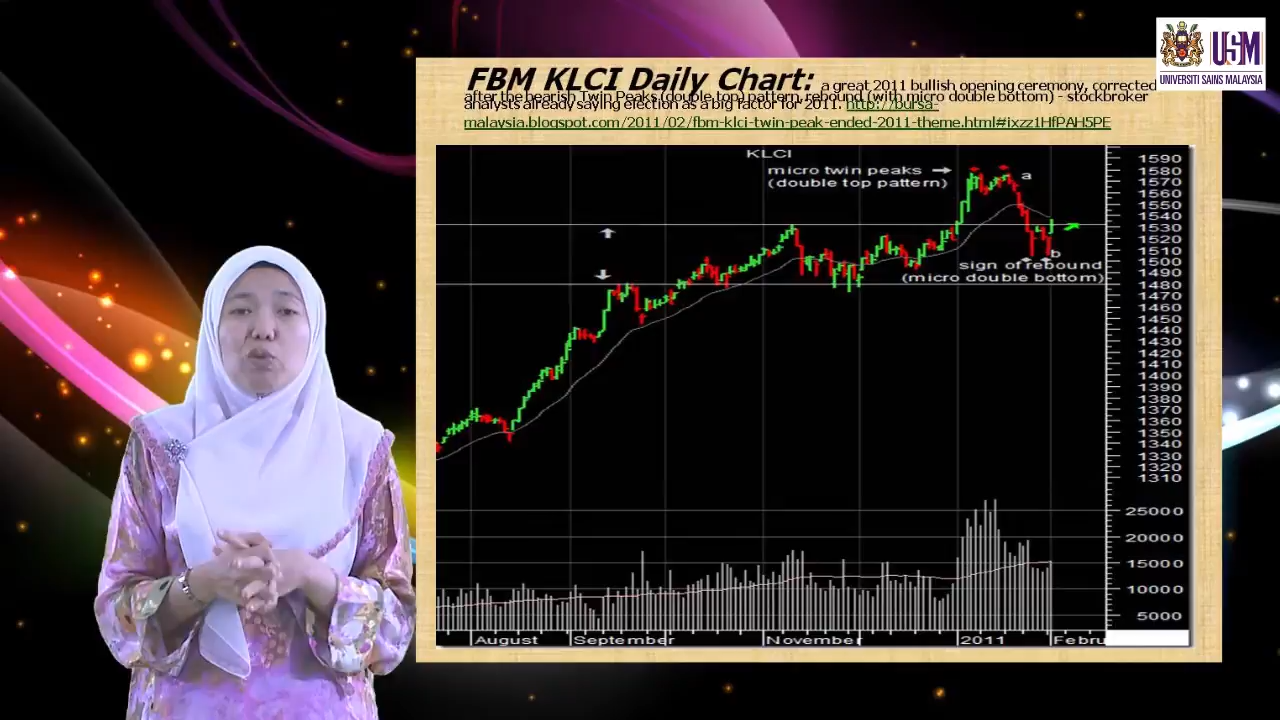 USM
UNIVERSITI SAINS MALAYSIA
FBM KLCI Daily Chart: a great 2011 bullish opening ceremony, corrected
after the bearish Twin Peaks (double top) pattern, rebound (with micro double bottom) - stockbroker
analysts already saying election as a big factor for 2011. http://bursa-
malaysia.blogspot.com/2011/02/fbm-klci-twin-peak-ended-2011-theme.html#ixzz1HfPAH5PE
KLCI
micro twin peaks
(double top pattern)
a
b
sign of rebound
(micro double bottom)
1590
1580
1570
1560
1550
1540
1530
1520
1510
1500
1490
1480
1470
1460
1450
1440
1430
1420
1410
1400
1390
1380
1370
1360
1350
1340
1330
1320
1310
25000
20000
15000
10000
5000
August September November 2011 Febru